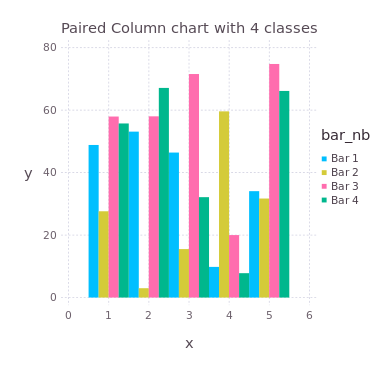 Paired Column chart with 4 classes
80
60
40
20
0
y
0 1 2 3 4 5 6
x
bar_nb
Bar 1
Bar 2
Bar 3
Bar 4